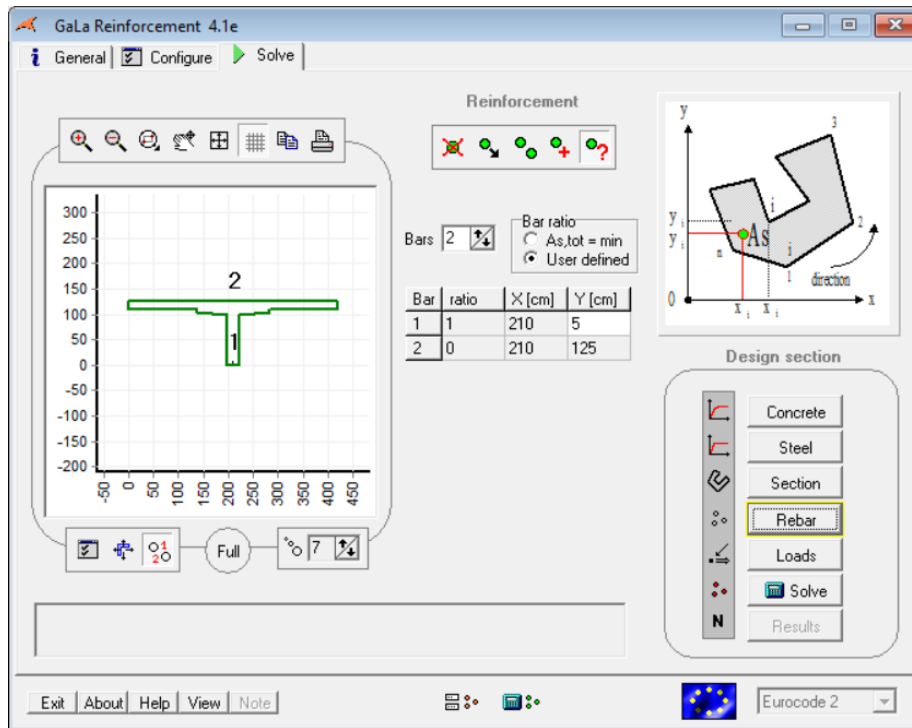 GaLa Reinforcement 4.1e
General Configure Solve
Reinforcement
Bars 2
Bar ratio
As,tot = min
User defined
Bar ratio X [cm] Y [cm]
1 1 210 5
2 0 210 125
300
250
200
150
100
50
0
-50
-100
-150
-200
-50 0 50 100 150 200 250 300 350 400 450
2
1
Full
7
1
2
y
3
y i
y i
As
i
n
i
1
2
direction
0
x i x i
x
Design section
Concrete
Steel
Section
Rebar
Loads
Solve
N Results
Exit About Help View Note
Eurocode 2